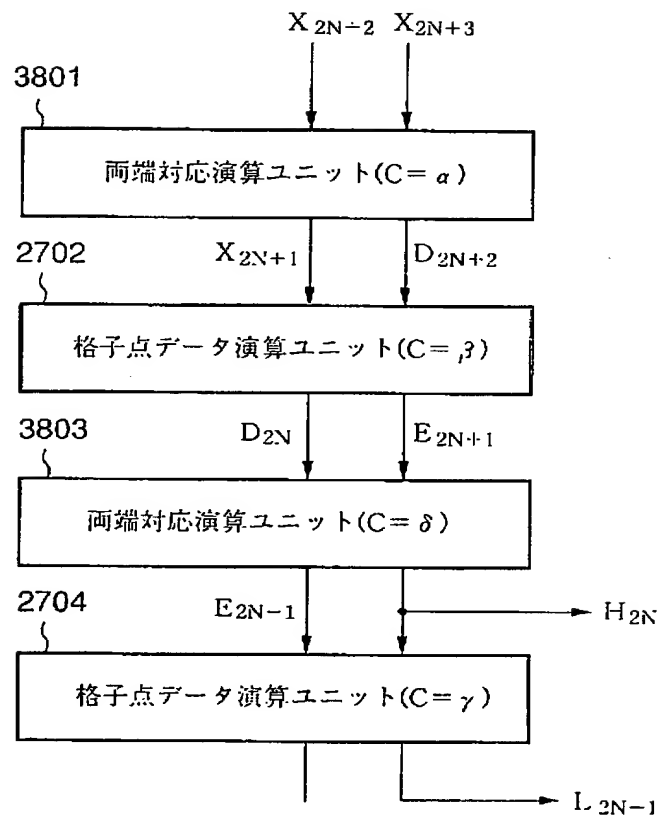 X2N+2 X2N+3
3801
両端対応演算ユニット(C=α)
X2N+1 D2N+2
2702
格子点データ演算ユニット(C=β)
D2N E2N+1
3803
両端対応演算ユニット(C=δ)
E2N−1 H2N
2704
格子点データ演算ユニット(C=γ)
L2N−1